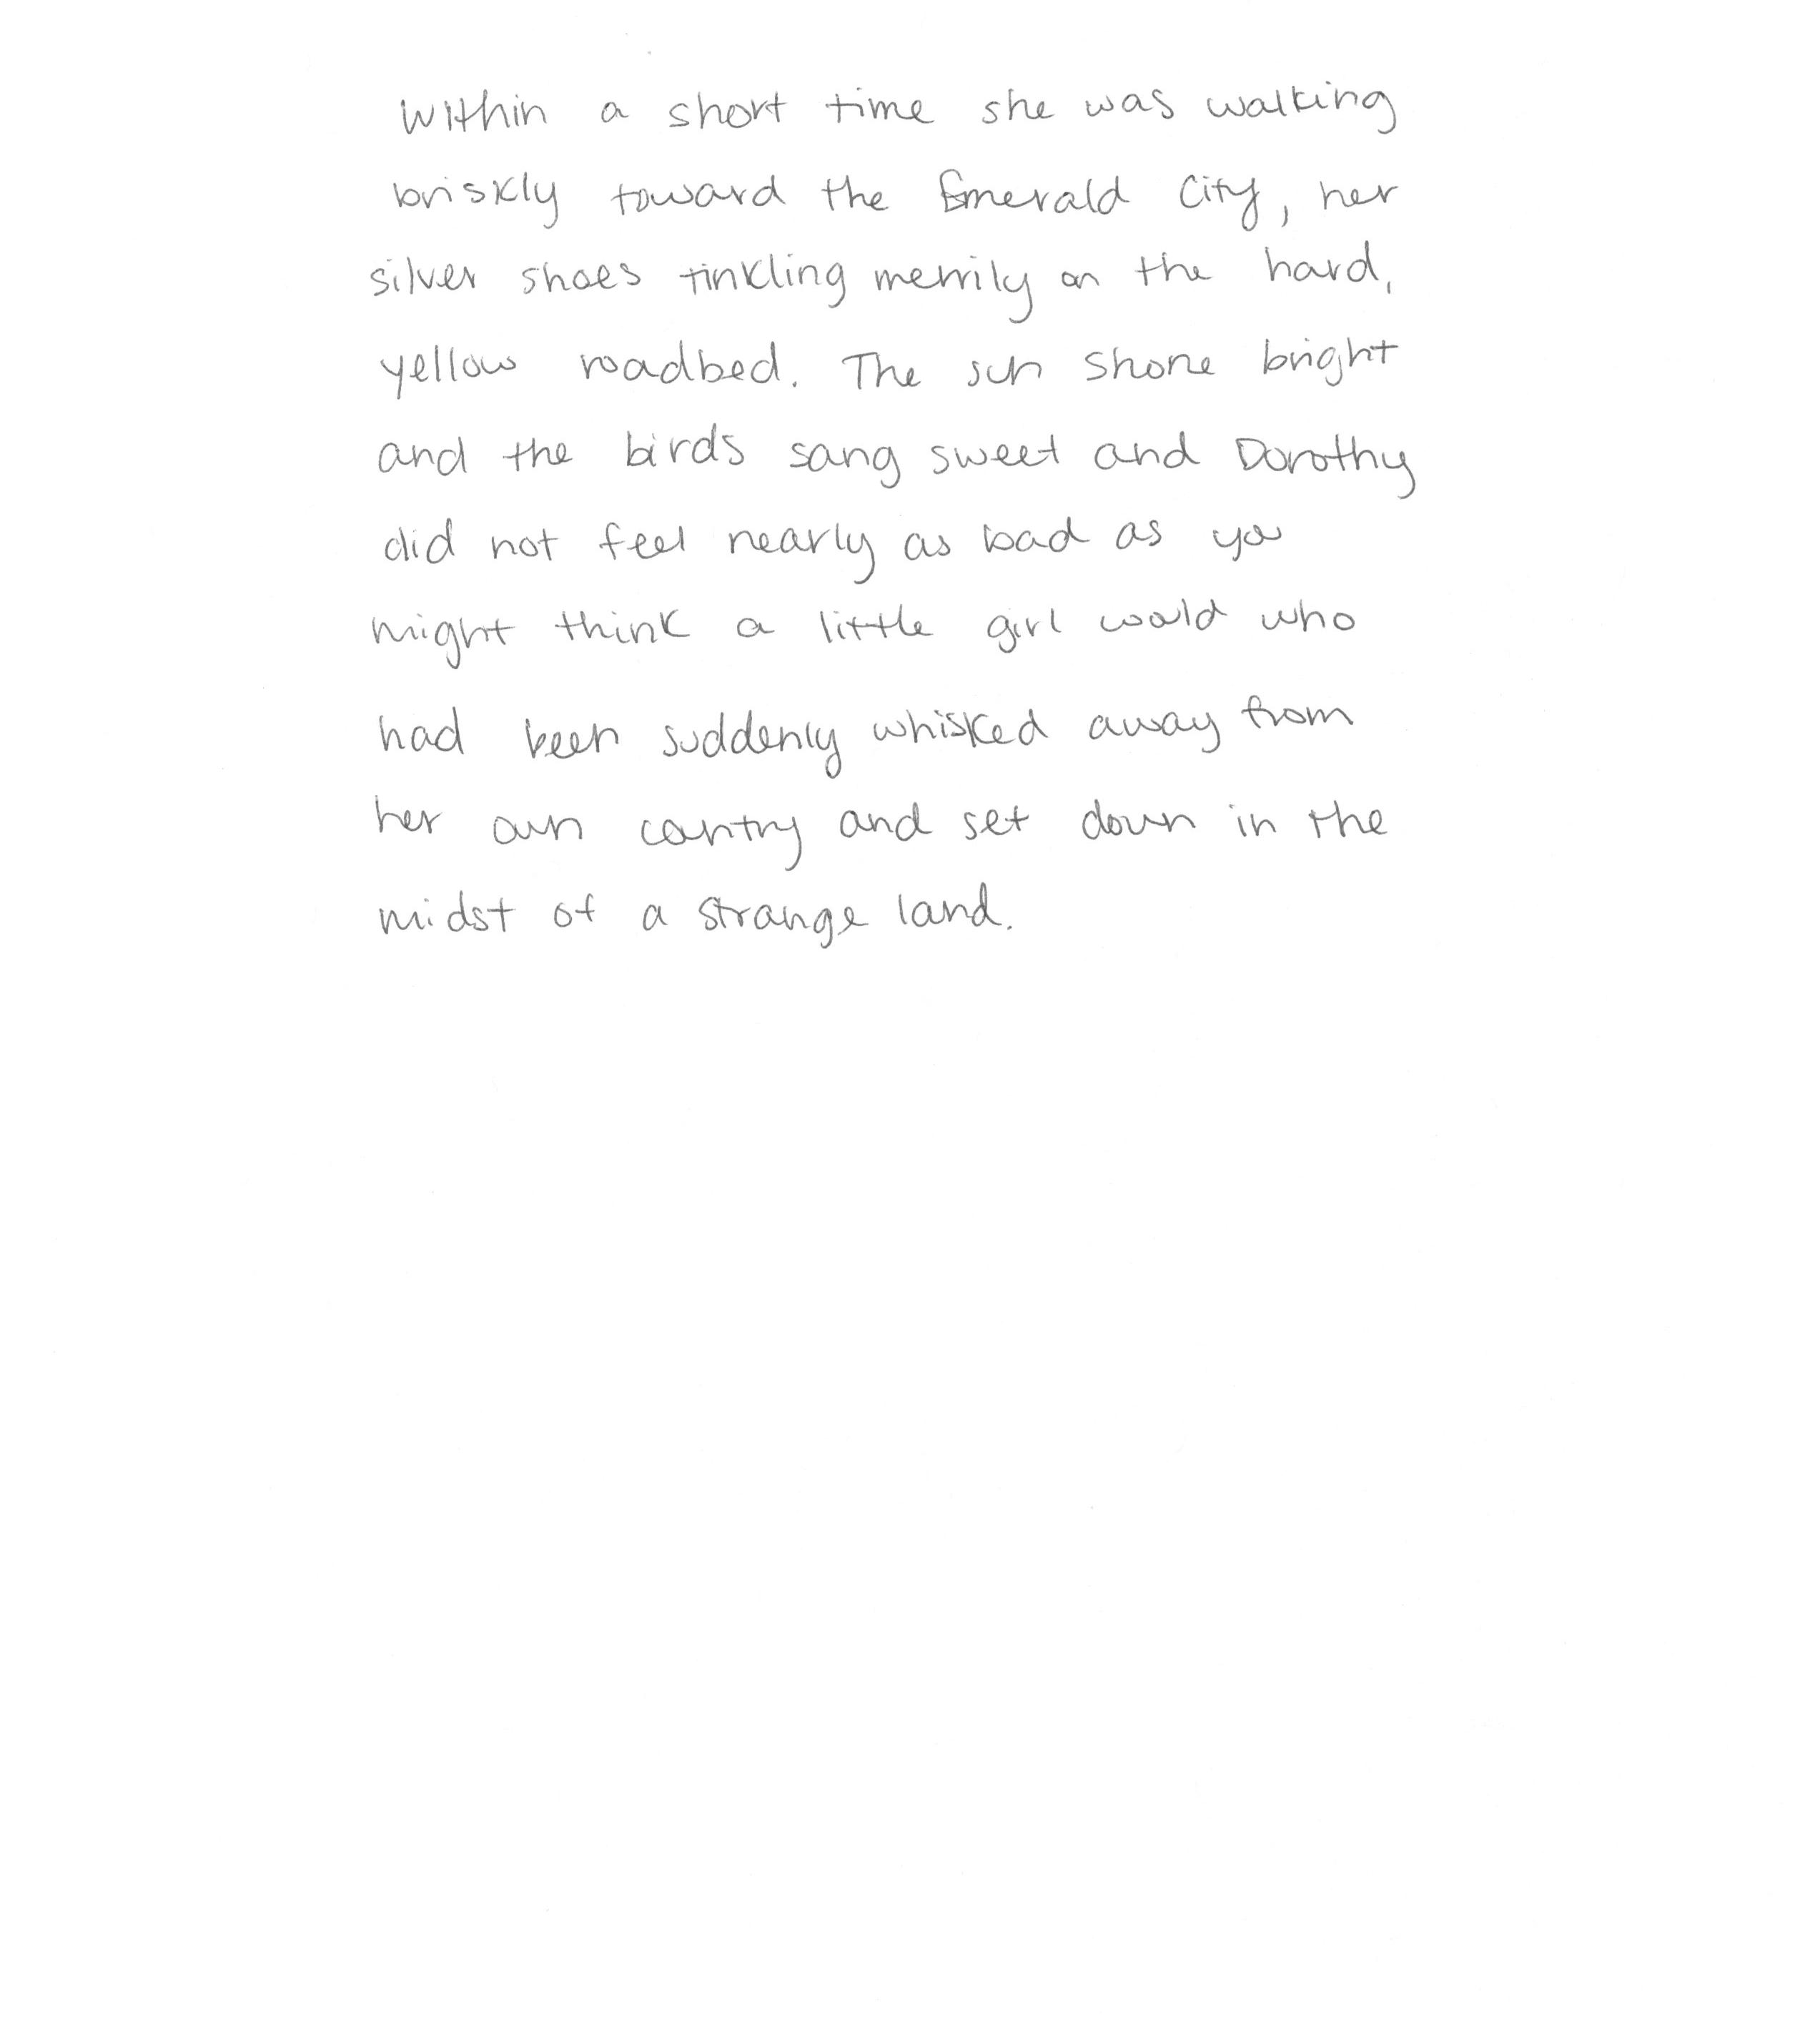 Within a short time she was walking
briskly toward the Emerald City, her
silver shoes tinkling merrily on the hard,
yellow roadbed. The sun shone bright
and the birds sang sweet and Dorothy
did not feel nearly as bad as you
might think a little girl would who
had been suddenly whisked away from
her own country and set down in the
midst of a strange land.